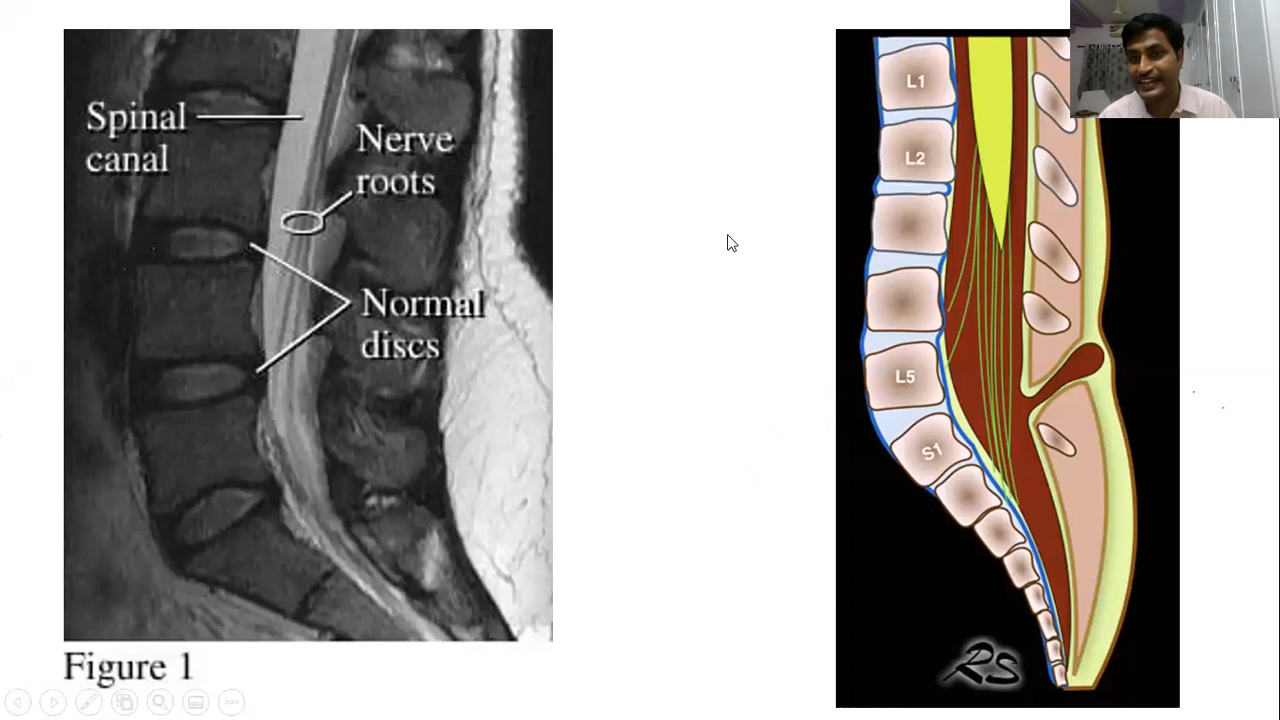 Spinal
canal
Nerve
roots
Normal
discs
Figure 1
L1
L2
L5
S1
RS